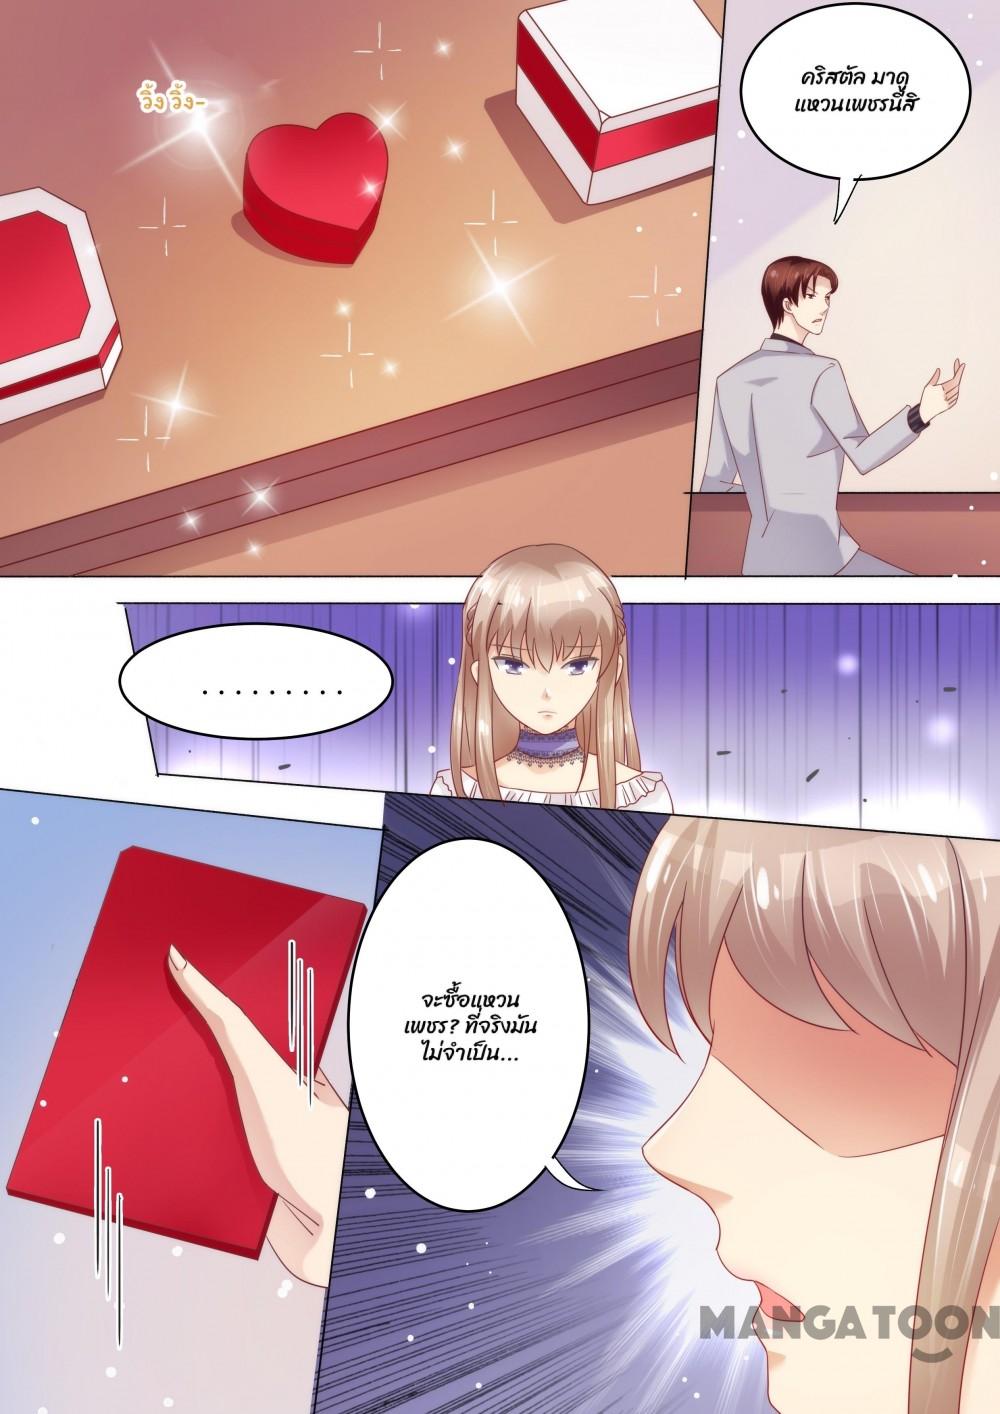 วิ้ง วิ้ง-
คริสตัล มาดู
แหวนเพชรนี่สิ
.........
จะซื้อแหวน
เพชร? ที่จริงมัน
ไม่จำเป็น...
MANGATOON